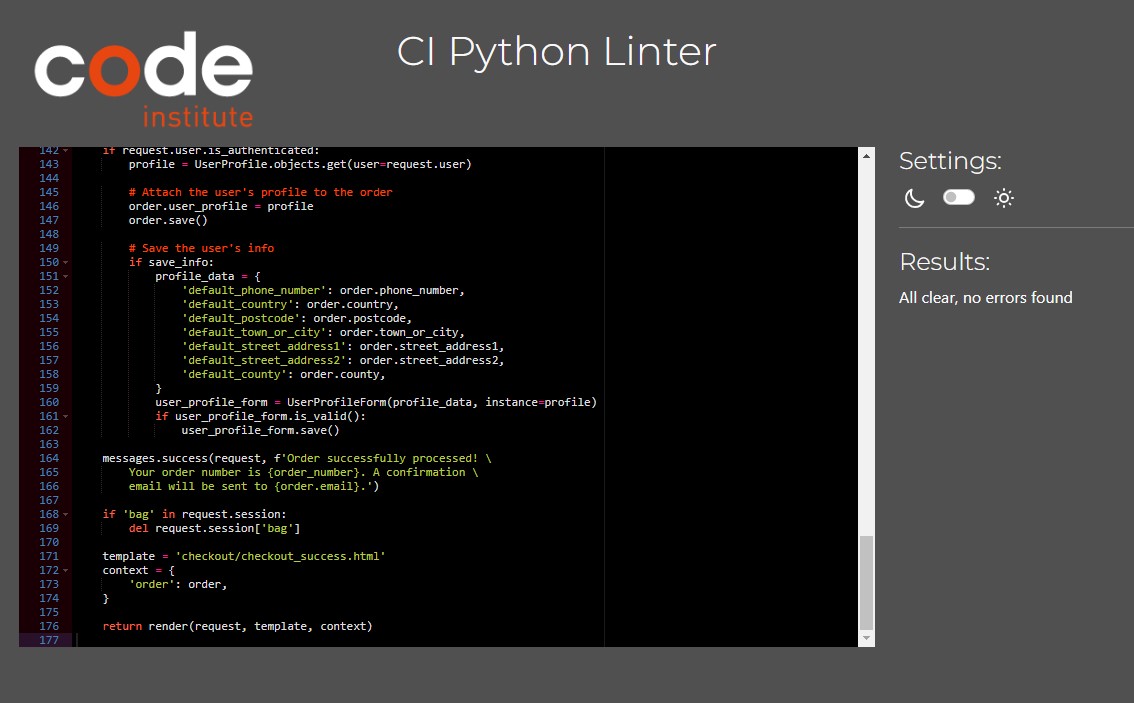 code
institute
CI Python Linter
142 if request.user.is_authenticated:
143 profile = UserProfile.objects.get(user=request.user)
144
145 # Attach the user's profile to the order
146 order.user_profile = profile
147 order.save()
148
149 # Save the user's info
150 if save_info:
151 profile_data = {
152 'default_phone_number': order.phone_number,
153 'default_country': order.country,
154 'default_postcode': order.postcode,
155 'default_town_or_city': order.town_or_city,
156 'default_street_address1': order.street_address1,
157 'default_street_address2': order.street_address2,
158 'default_county': order.county,
159 }
160 user_profile_form = UserProfileForm(profile_data, instance=profile)
161 if user_profile_form.is_valid():
162 user_profile_form.save()
163
164 messages.success(request, f'Order successfully processed! \
165 Your order number is {order_number}. A confirmation \
166 email will be sent to {order.email}.')
167
168 if 'bag' in request.session:
169 del request.session['bag']
170
171 template = 'checkout/checkout_success.html'
172 context = {
173 'order': order,
174 }
175
176 return render(request, template, context)
177
Settings:
Results:
All clear, no errors found